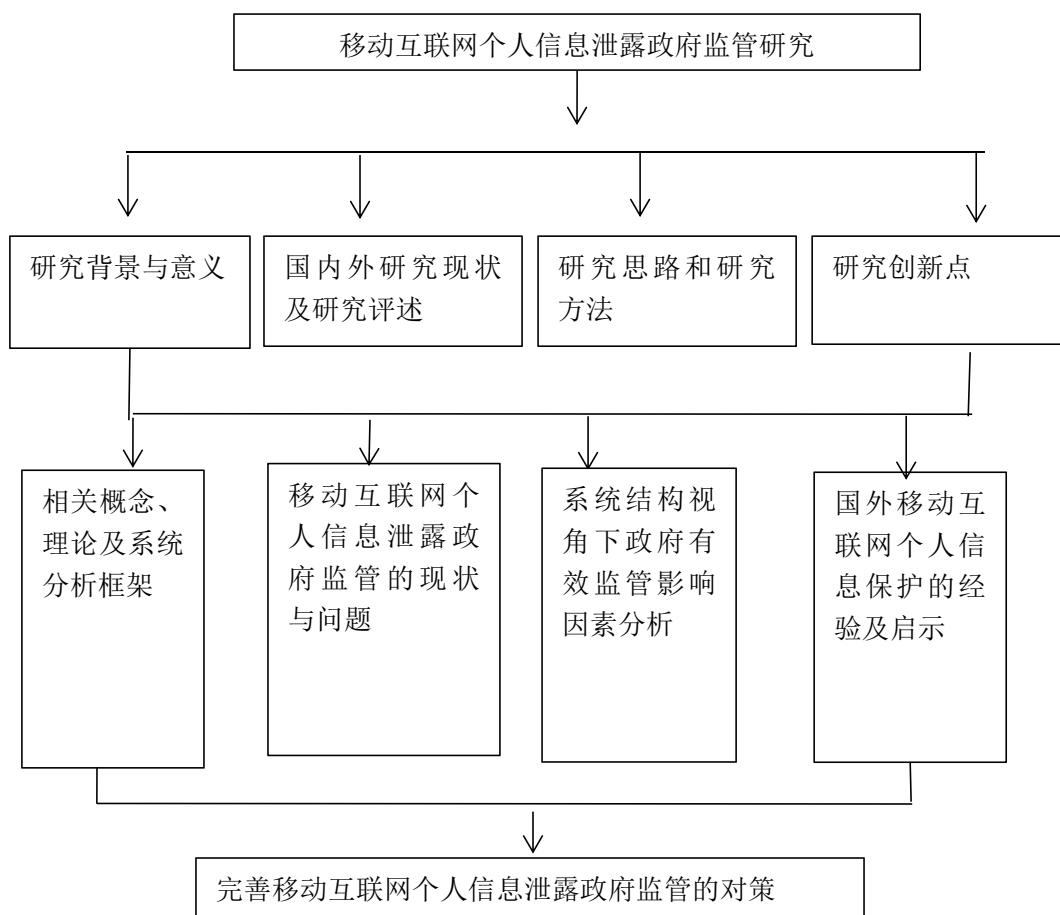 移动互联网个人信息泄露政府监管研究
研究背景与意义
国内外研究现状
及研究评述
研究思路和研究
方法
研究创新点
相关概念、
理论及系统
分析框架
移动互联网个
人信息泄露政
府监管的现状
与问题
系统结构视
角下政府有
效监管影响
因素分析
国外移动互
联网个人信
息保护的经
验及启示
完善移动互联网个人信息泄露政府监管的对策